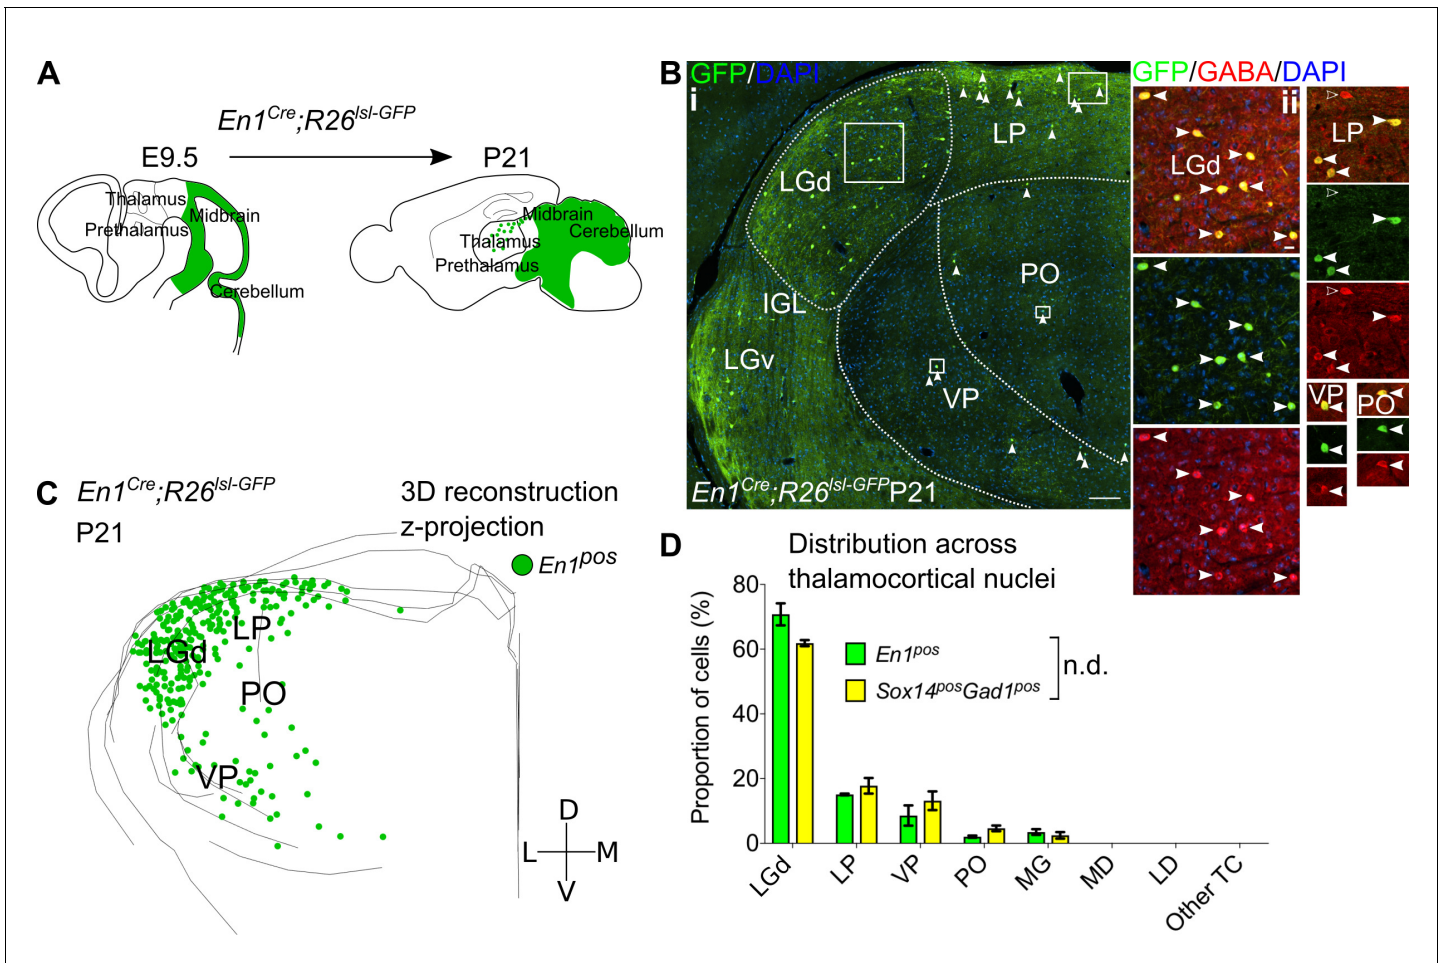 A
En1Cre;R26lsl-GFP
E9.5
P21
Thalamus
Midbrain
Prethalamus
Cerebellum
Midbrain
Cerebellum
Thalamus
Prethalamus
B
GFP/DAPI
i
LGd
LP
PO
IGL
LGv
VP
En1Cre;R26lsl-GFP P21
GFP/GABA/DAPI
ii
LGd
LP
VP
PO
C
En1Cre;R26lsl-GFP
P21
3D reconstruction
z-projection
En1pos
LP
LGd
PO
VP
D
L M
V
D
Distribution across
thalamocortical nuclei
Proportion of cells (%)
80
60
40
20
0
En1pos
Sox14posGad1pos
n.d.
LGd
LP
VP
PO
MG
MD
LD
Other TC